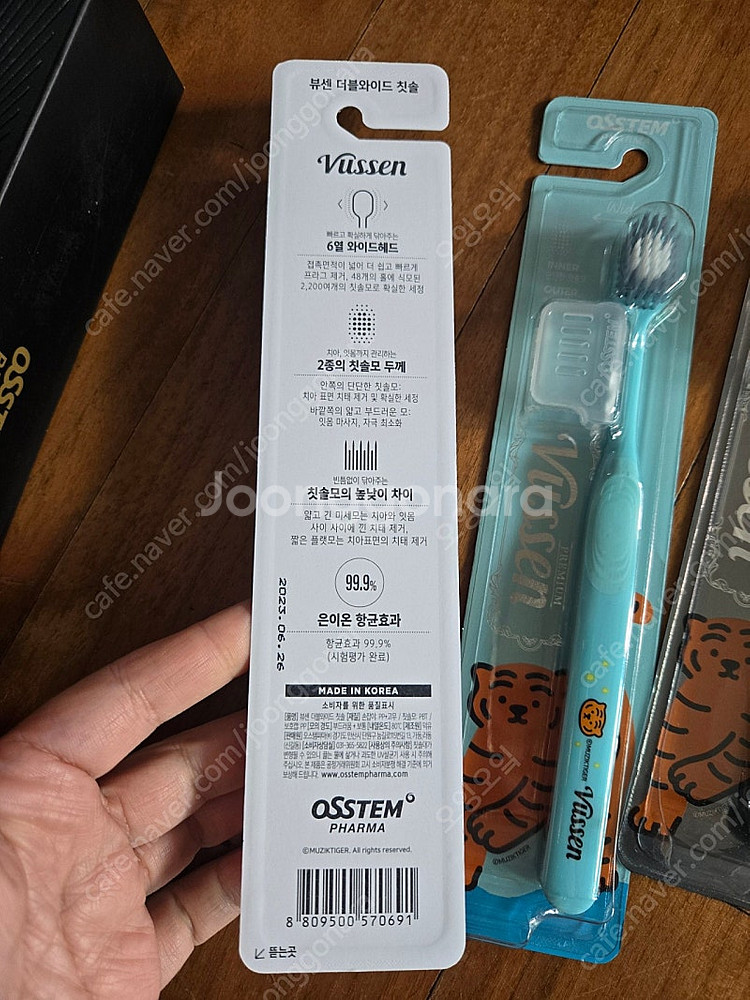 뷰센 더블와이드 칫솔
Vussen
빠르고 확실하게 닦아주는
6열 와이드헤드
접촉면적이 넓어 더 쉽고 빠르게
프라그 제거, 48개의 홀에 식모된
2,200여개의 칫솔모로 확실한 세정
치아, 잇몸까지 관리하는
2종의 칫솔모 두께
안쪽의 단단한 칫솔모:
치아 표면 치태 제거 및 확실한 세정
바깥쪽의 얇고 부드러운 모:
잇몸 마사지, 자극 최소화
빈틈없이 닦아주는
칫솔모의 높낮이 차이
얇고 긴 미세모는 치아와 잇몸
사이 사이에 낀 치태 제거,
짧은 플랫모는 치아표면의 치태 제거
99.9%
은이온 항균효과
항균효과 99.9%
(시험평가 완료)
2023.06.26
MADE IN KOREA
소비자를 위한 품질표시
www.osstempharma.com
OSSTEM
PHARMA
©MUZIKTIGER. All rights reserved.
8 809500 570691
뜯는곳
OSSTEM
Vussen
PREMIUM
©MUZIKTIGER
Vussen
Joonggonara
cafe.naver.com/joonggonara